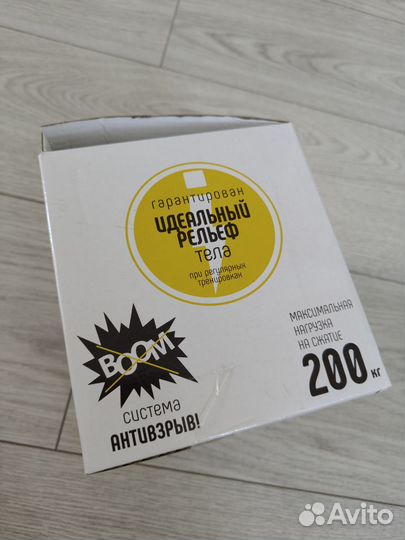 гарантирован
ИДЕАЛЬНЫЙ
РЕЛЬЕФ
тела
при регулярных
тренировках
BOOM
система
АНТИВЗРЫВ!
МАКСИМАЛЬНАЯ
НАГРУЗКА
НА СЖАТИЕ
200 кг
Avito